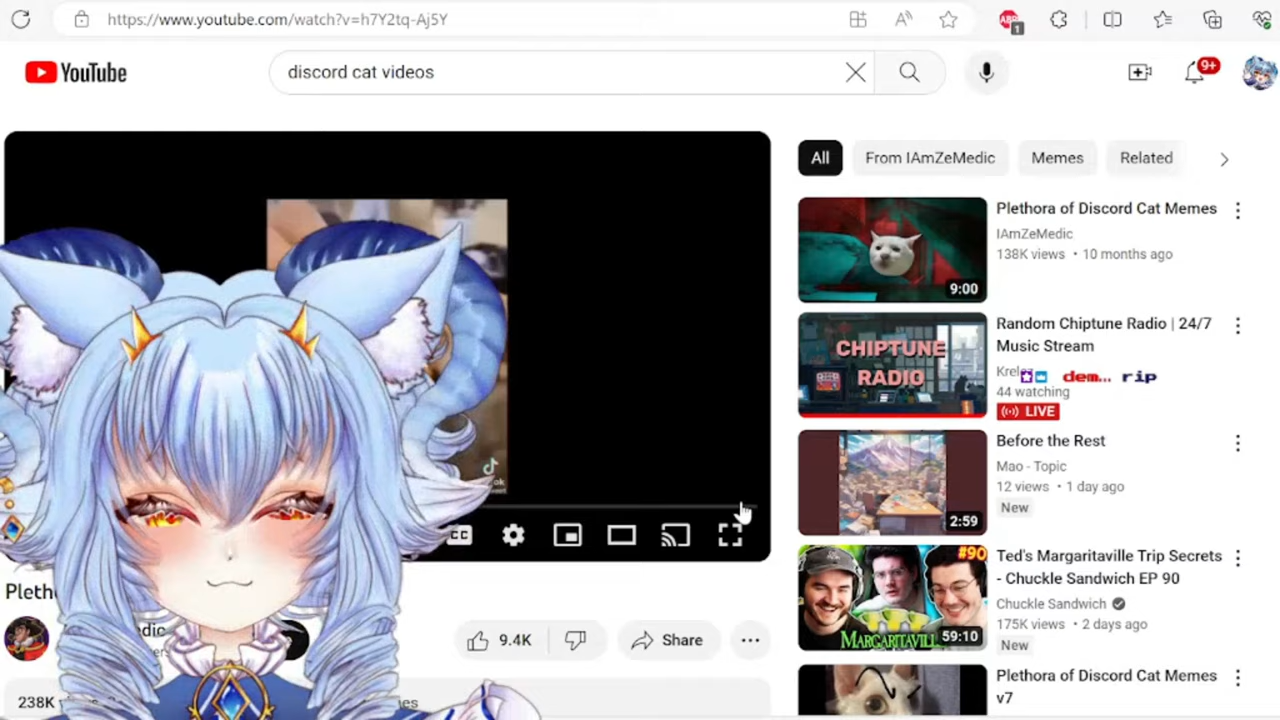 https://www.youtube.com/watch?v=h7Y2tq-Aj5Y
ABP
1
YouTube
discord cat videos
9+
All
From IAmZeMedic
Memes
Related
Plethora of Discord Cat Memes
IAmZeMedic
138K views • 10 months ago
9:00
Random Chiptune Radio | 24/7
Music Stream
CHIPTUNE
RADIO
dem... rip
44 watching
LIVE
Before the Rest
Mao - Topic
12 views • 1 day ago
New
2:59
Ted's Margaritaville Trip Secrets
- Chuckle Sandwich EP 90
Chuckle Sandwich
175K views • 2 days ago
New
#90
59:10
Plethora of Discord Cat Memes
v7
CC
9.4K
Share
238K